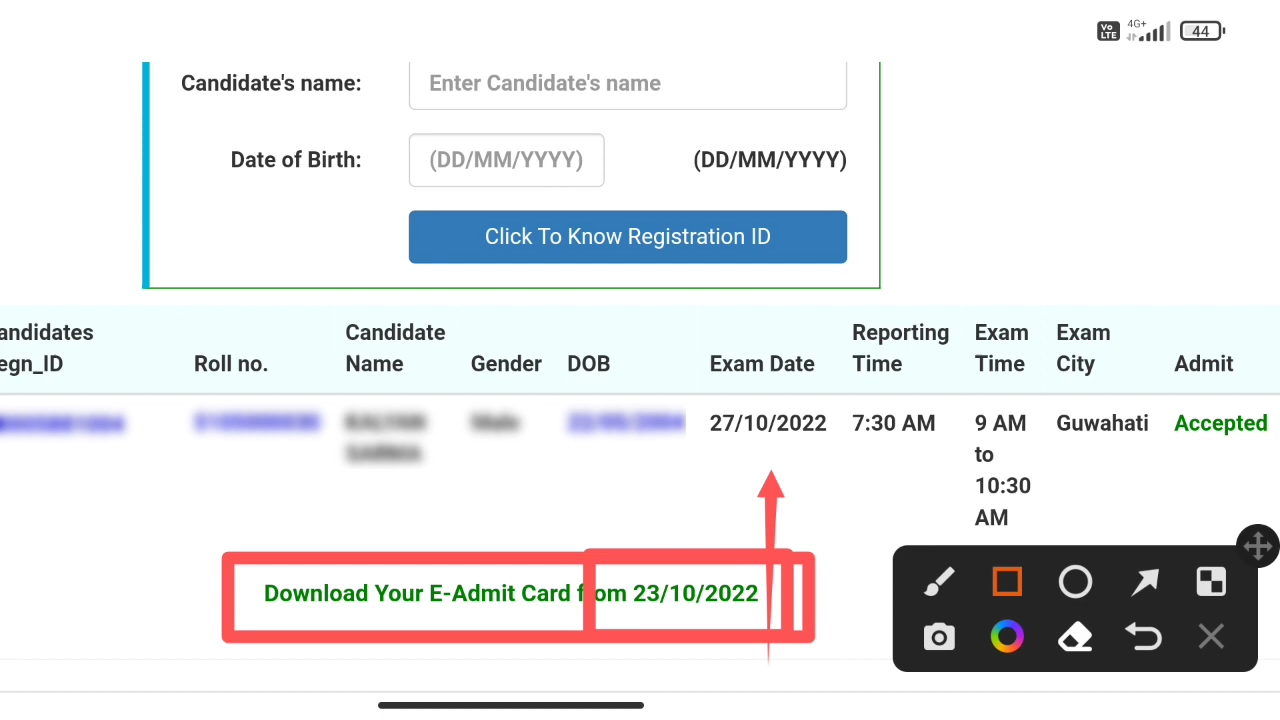 Vo LTE 4G+ 44
Candidate's name: Enter Candidate's name
Date of Birth: (DD/MM/YYYY) (DD/MM/YYYY)
Click To Know Registration ID
andidates Candidate Reporting Exam Exam
egn_ID Roll no. Name Gender DOB Exam Date Time Time City Admit
27/10/2022 7:30 AM 9 AM Guwahati Accepted
to
10:30
AM
Download Your E-Admit Card from 23/10/2022